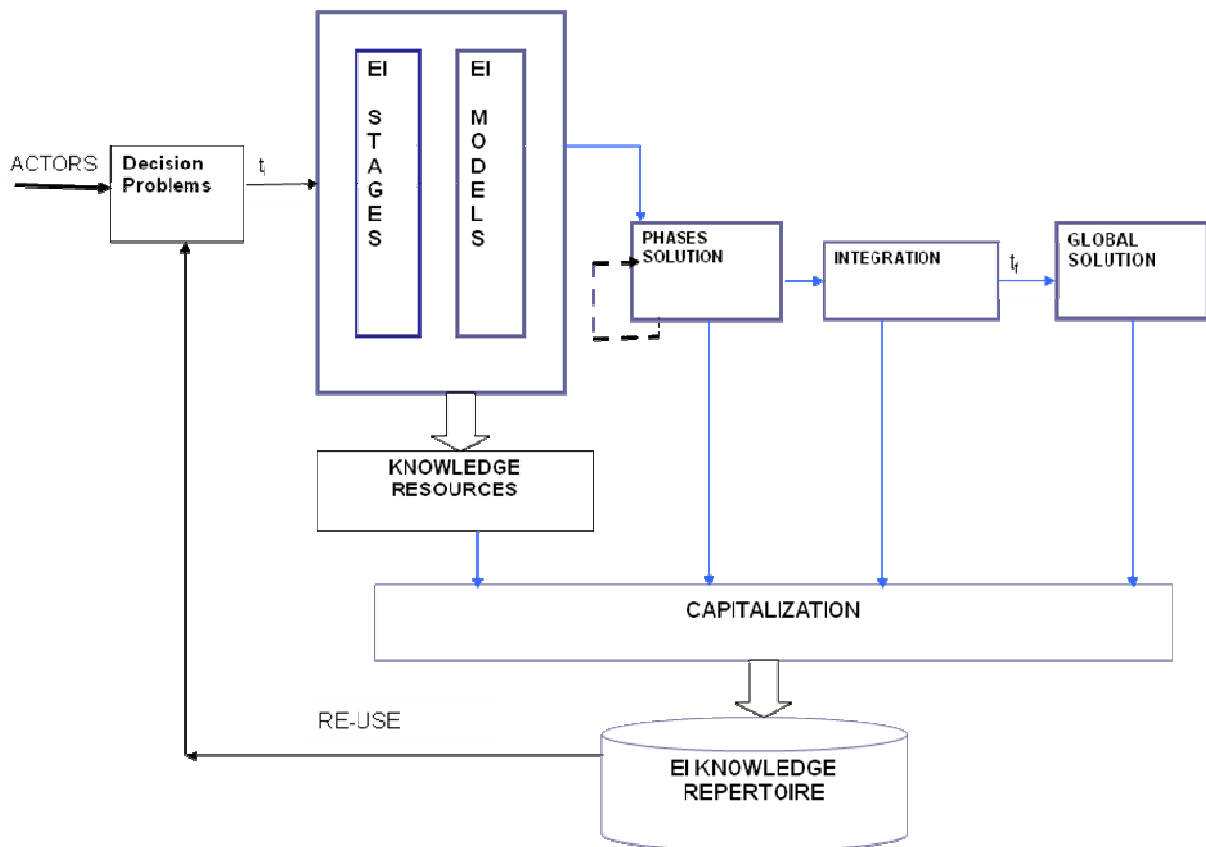 EI
S
T
A
G
E
S
EI
M
O
D
E
L
S
ACTORS
Decision
Problems
ti
PHASES
SOLUTION
INTEGRATION
tf
GLOBAL
SOLUTION
KNOWLEDGE
RESOURCES
CAPITALIZATION
RE-USE
EI KNOWLEDGE
REPERTOIRE